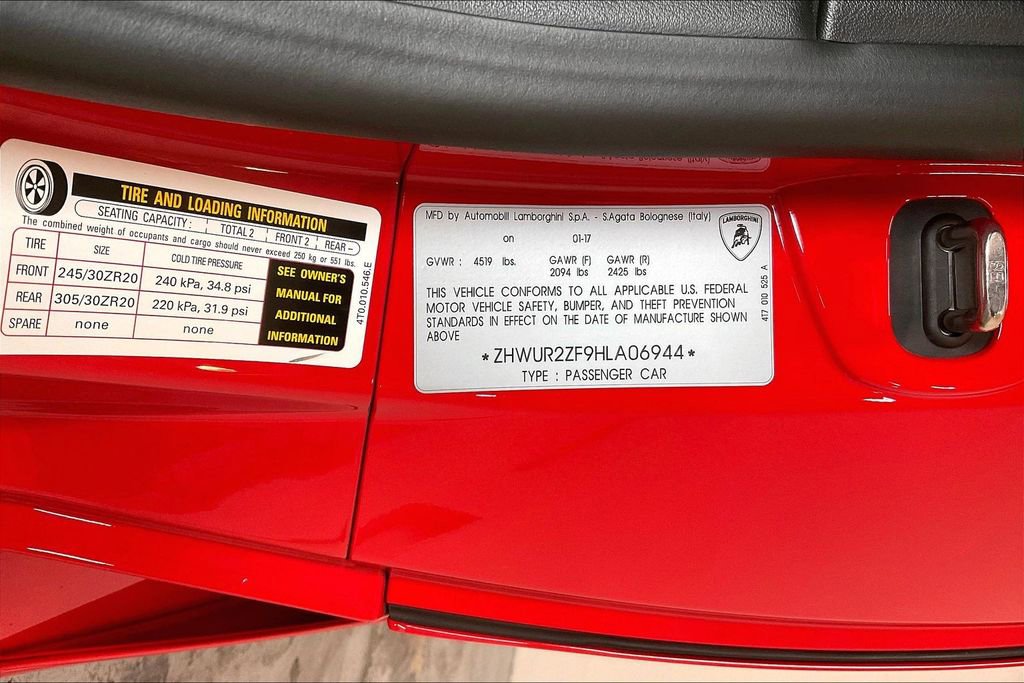 TIRE AND LOADING INFORMATION
SEATING CAPACITY: TOTAL 2 FRONT 2 REAR -
The combined weight of occupants and cargo should never exceed 250 kg or 551 lbs.
TIRE SIZE COLD TIRE PRESSURE
FRONT 245/30ZR20 240 kPa, 34.8 psi
REAR 305/30ZR20 220 kPa, 31.9 psi
SPARE none none
SEE OWNER'S
MANUAL FOR
ADDITIONAL
INFORMATION
4T0.010.546.E
MFD by Automobili Lamborghini S.p.A. - S.Agata Bolognese (Italy)
on 01-17
GVWR : 4519 lbs. GAWR (F) GAWR (R)
2094 lbs 2425 lbs
THIS VEHICLE CONFORMS TO ALL APPLICABLE U.S. FEDERAL
MOTOR VEHICLE SAFETY, BUMPER, AND THEFT PREVENTION
STANDARDS IN EFFECT ON THE DATE OF MANUFACTURE SHOWN
ABOVE
*ZHWUR2ZF9HLA06944*
TYPE : PASSENGER CAR
LAMBORGHINI
4T7 010 525 A